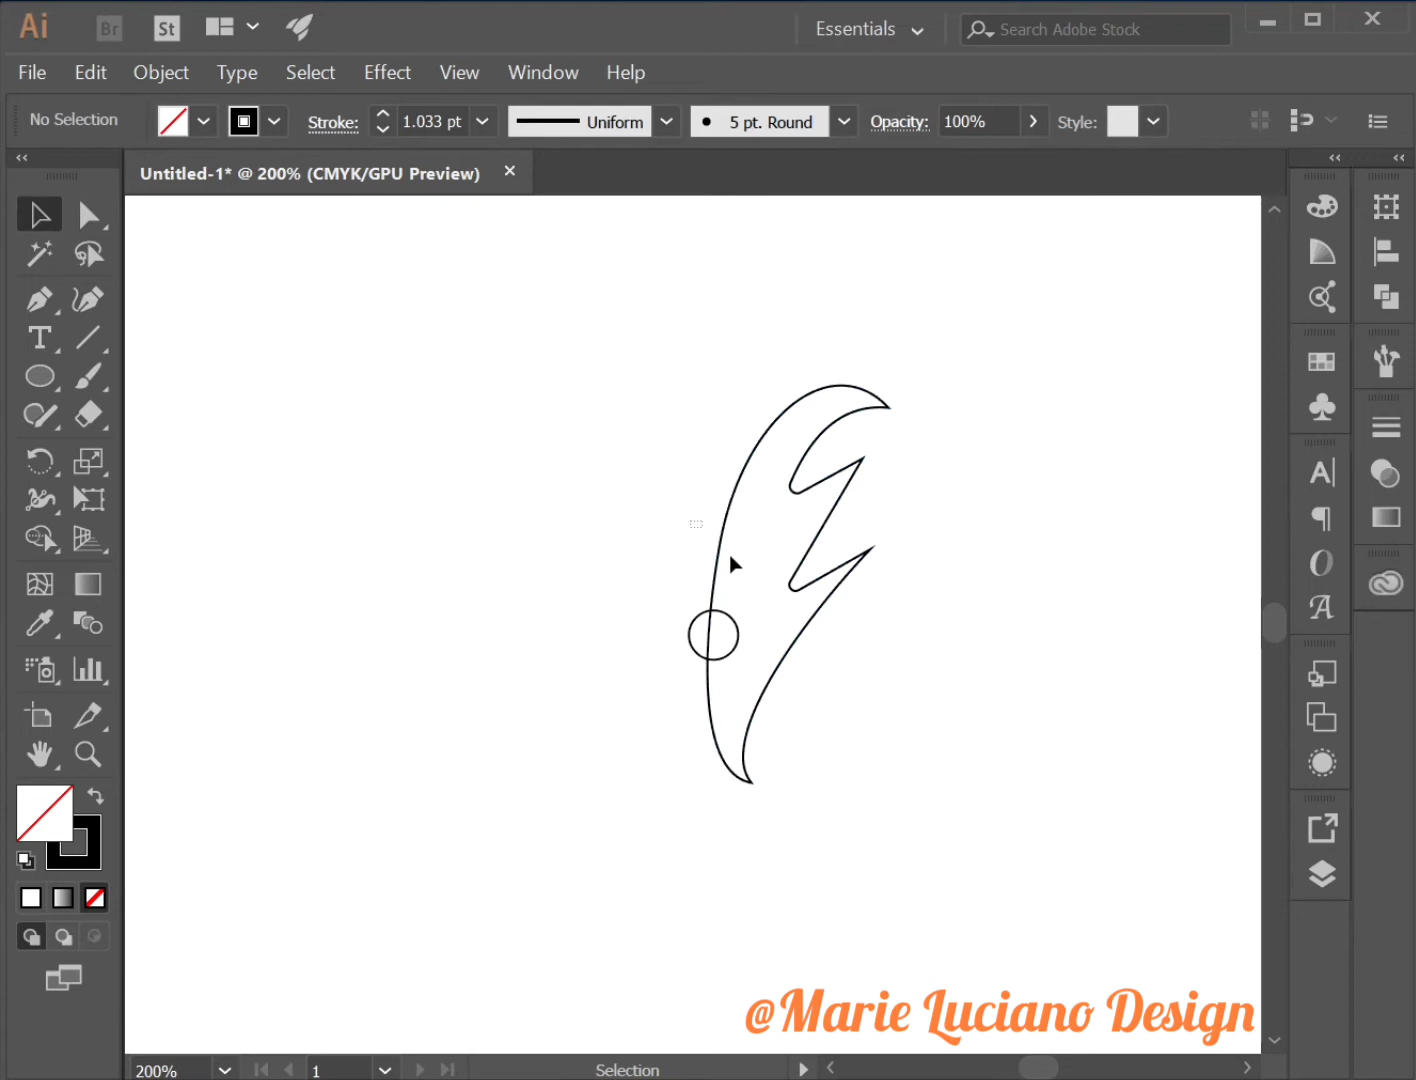 Ai Br St Essentials Search Adobe Stock
File Edit Object Type Select Effect View Window Help
No Selection Stroke: 1.033 pt Uniform 5 pt. Round Opacity: 100% Style:
Untitled-1* @ 200% (CMYK/GPU Preview)
@Marie Luciano Design
200% 1 Selection